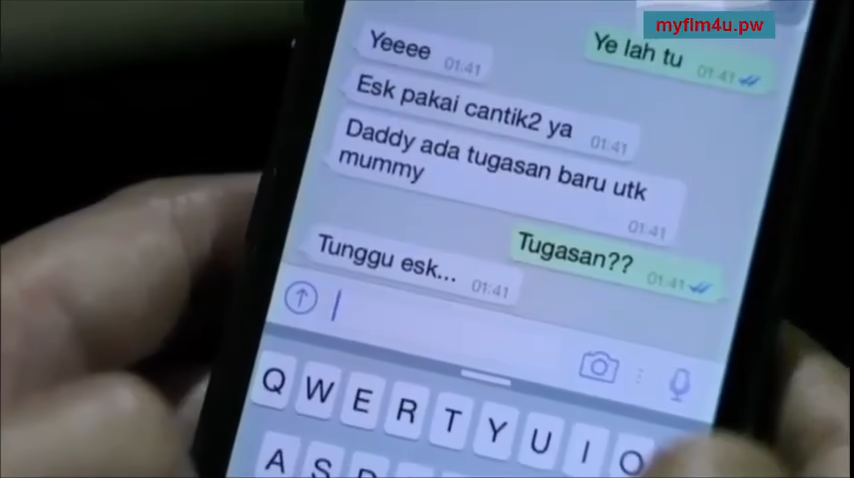 myflm4u.pw
Ye lah tu 01:41
Yeeee 01:41
Esk pakai cantik2 ya 01:41
Daddy ada tugasan baru utk
mummy
01:41
Tugasan?? 01:41
Tunggu esk... 01:41
Q W E R T Y U I O
A S